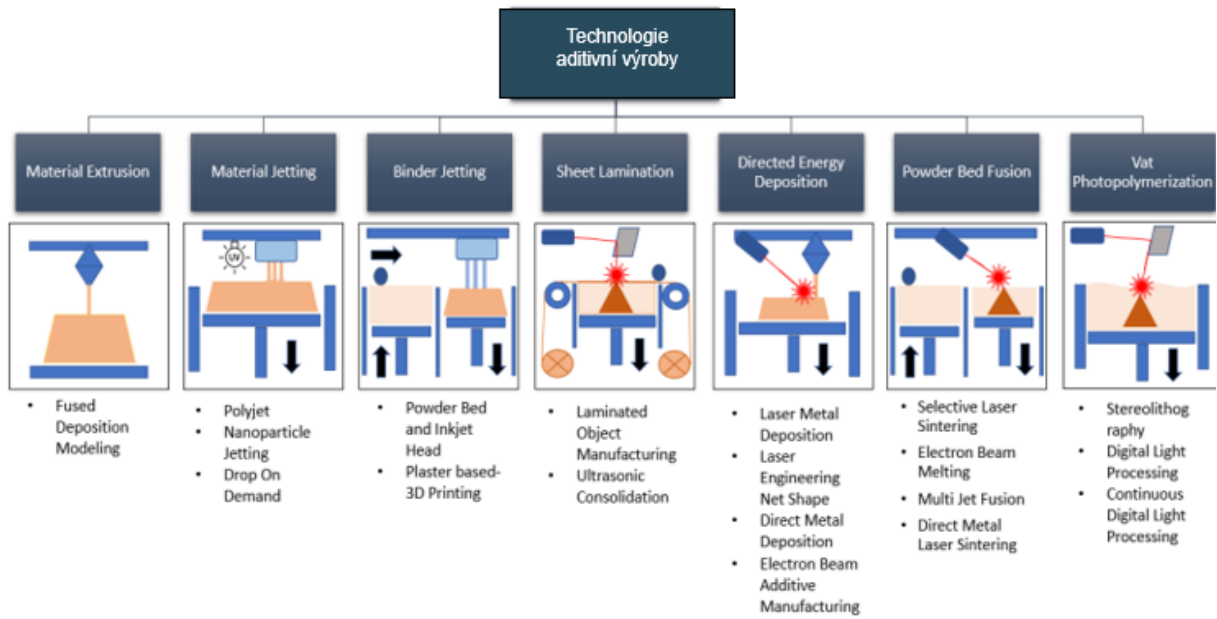 Technologie
aditivní výroby
Material Extrusion
Material Jetting
Binder Jetting
Sheet Lamination
Directed Energy
Deposition
Powder Bed Fusion
Vat
Photopolymerization
UV
• Fused
Deposition
Modeling
• Polyjet
• Nanoparticle
Jetting
• Drop On
Demand
• Powder Bed
and Inkjet
Head
• Plaster based-
3D Printing
• Laminated
Object
Manufacturing
• Ultrasonic
Consolidation
• Laser Metal
Deposition
• Laser
Engineering
Net Shape
• Direct Metal
Deposition
• Electron Beam
Additive
Manufacturing
• Selective Laser
Sintering
• Electron Beam
Melting
• Multi Jet Fusion
• Direct Metal
Laser Sintering
• Stereolithog
raphy
• Digital Light
Processing
• Continuous
Digital Light
Processing